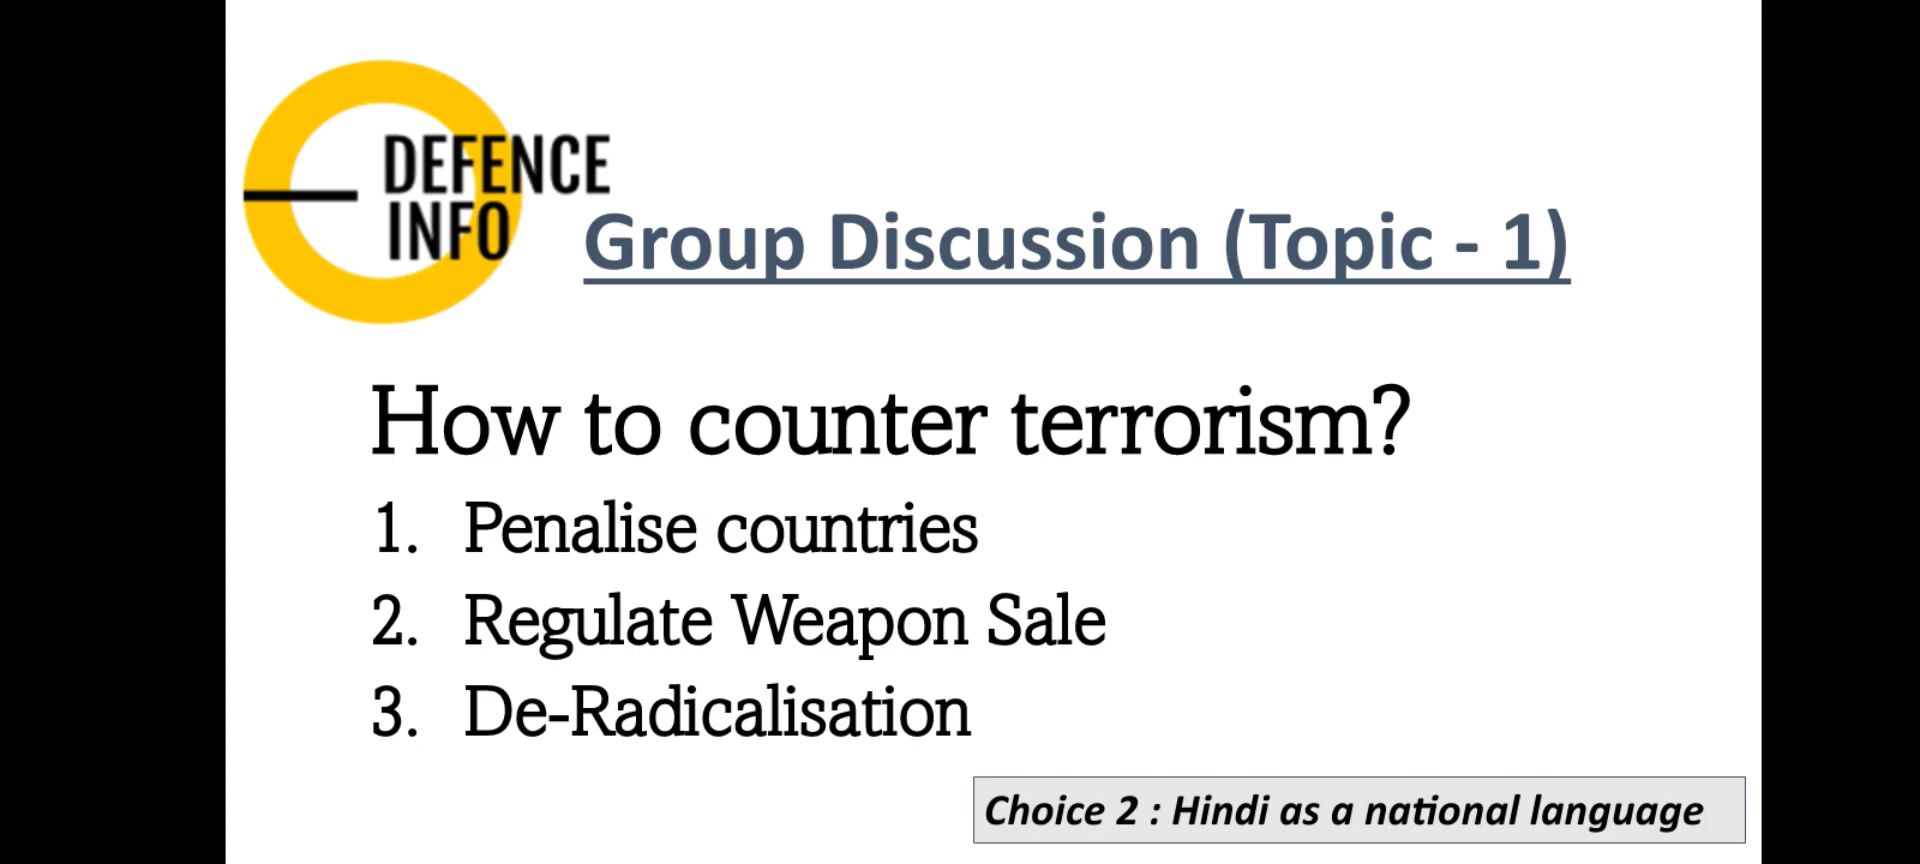 DEFENCE
INFO
Group Discussion (Topic - 1)
How to counter terrorism?
1. Penalise countries
2. Regulate Weapon Sale
3. De-Radicalisation
Choice 2 : Hindi as a national language